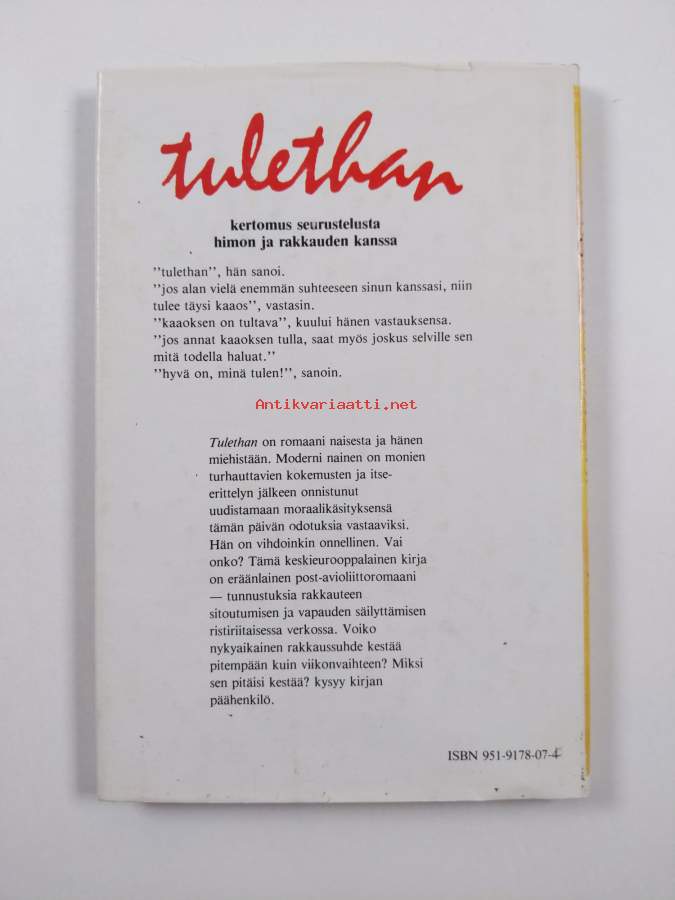 tulethan
kertomus seurustelusta
himon ja rakkauden kanssa
''tulethan'', hän sanoi.
''jos alan vielä enemmän suhteeseen sinun kanssasi, niin
tulee täysi kaaos'', vastasin.
''kaaoksen on tultava'', kuului hänen vastauksensa.
''jos annat kaaoksen tulla, saat myös joskus selville sen
mitä todella haluat.''
''hyvä on, minä tulen!'', sanoin.
Antikvariaatti.net
Tulethan on romaani naisesta ja hänen
miehistään. Moderni nainen on monien
turhauttavien kokemusten ja itse-
erittelyn jälkeen onnistunut
uudistamaan moraalikäsityksensä
tämän päivän odotuksia vastaaviksi.
Hän on vihdoinkin onnellinen. Vai
onko? Tämä keskieurooppalainen kirja
on eräänlainen post-avioliittoromaani
— tunnustuksia rakkauteen
sitoutumisen ja vapauden säilyttämisen
ristiriitaisessa verkossa. Voiko
nykyaikainen rakkaussuhde kestää
pitempään kuin viikonvaihteen? Miksi
sen pitäisi kestää? kysyy kirjan
päähenkilö.
ISBN 951-9178-07-4